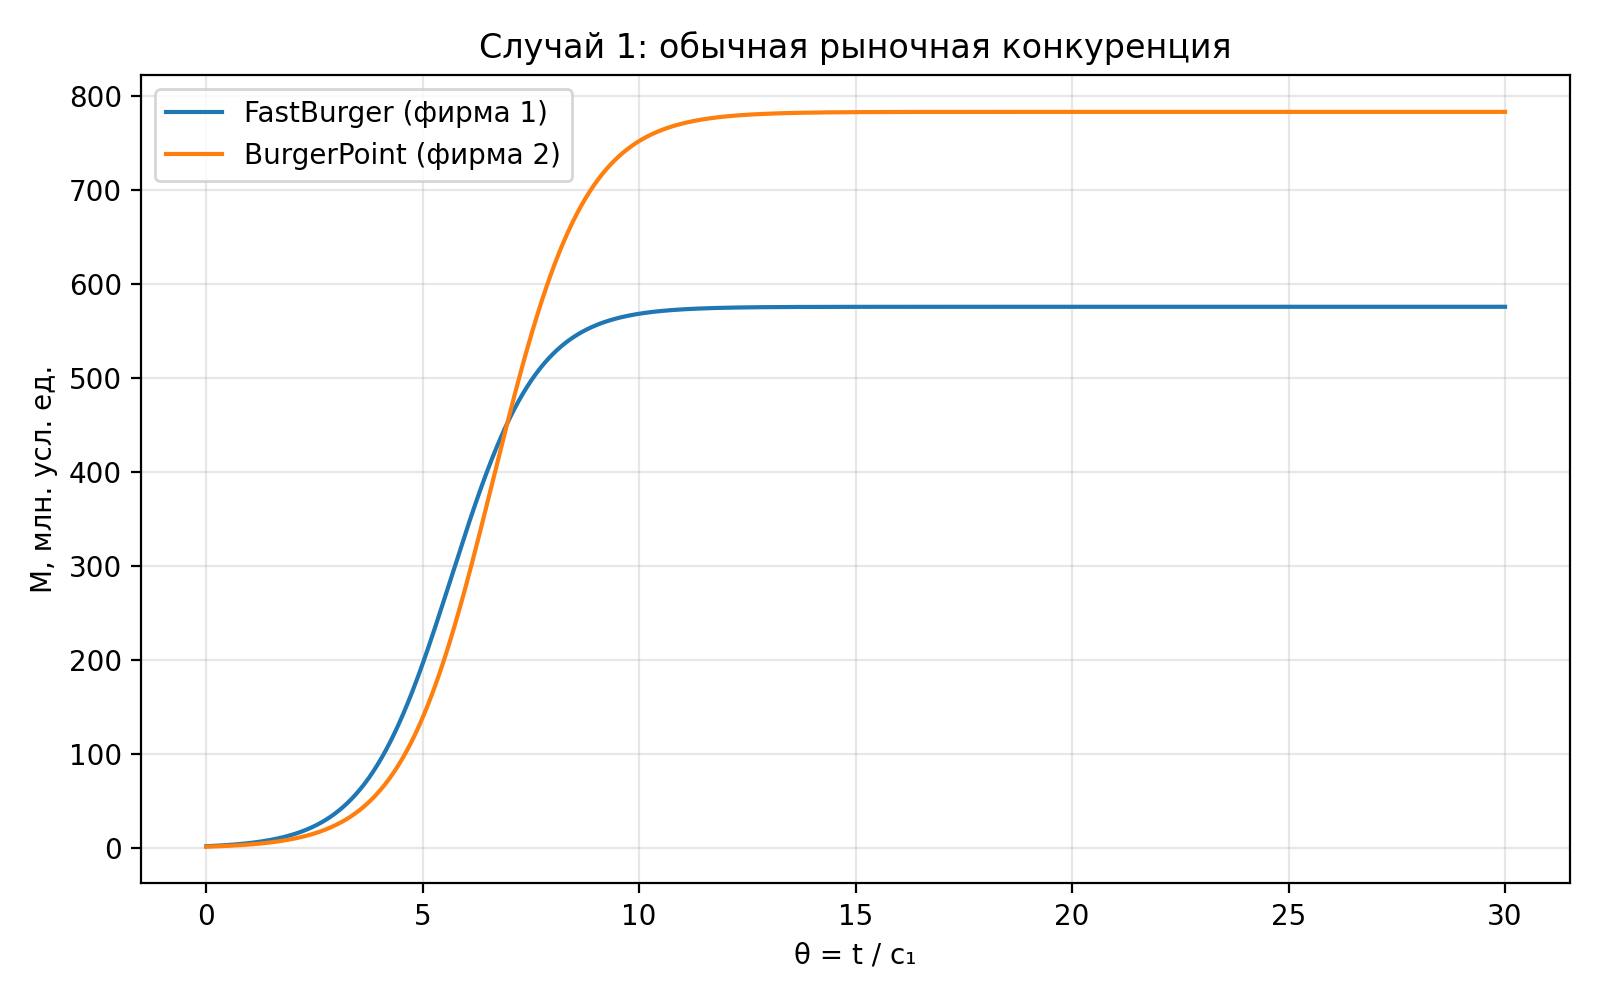 Случай 1: обычная рыночная конкуренция
FastBurger (фирма 1)
BurgerPoint (фирма 2)
M, млн. усл. ед.
800
700
600
500
400
300
200
100
0
0 5 10 15 20 25 30
θ = t / c₁